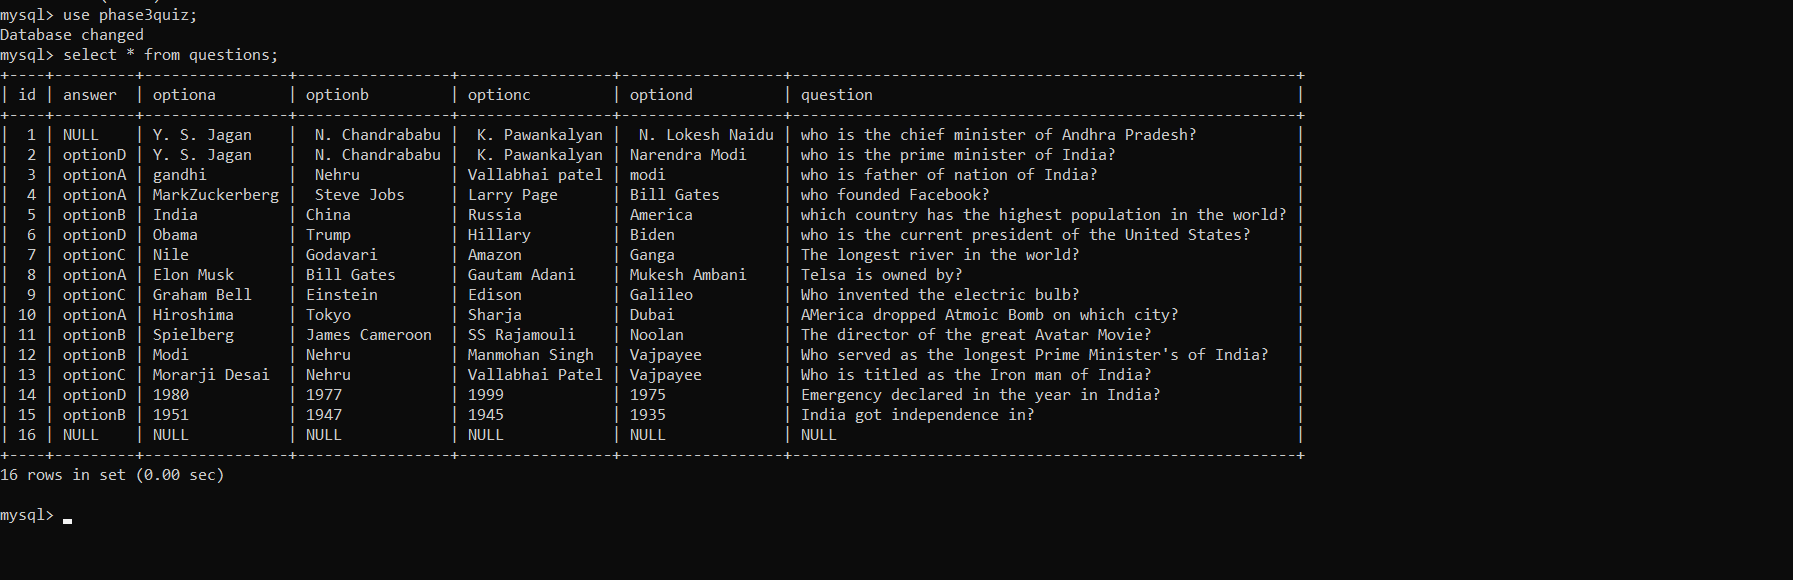 mysql> use phase3quiz;
Database changed
mysql> select * from questions;
+----+---------+---------------+-----------------+-----------------+-----------------+--------------------------------------------------------+
| id | answer  | optiona       | optionb         | optionc         | optiond         | question                                               |
+----+---------+---------------+-----------------+-----------------+-----------------+--------------------------------------------------------+
|  1 | NULL    | Y. S. Jagan   |  N. Chandrababu |  K. Pawankalyan |  N. Lokesh Naidu | who is the chief minister of Andhra Pradesh?            |
|  2 | optionD | Y. S. Jagan   |  N. Chandrababu |  K. Pawankalyan | Narendra Modi    | who is the prime minister of India?                     |
|  3 | optionA | gandhi        |  Nehru          | Vallabhai patel | modi             | who is father of nation of India?                       |
|  4 | optionA | MarkZuckerberg |  Steve Jobs     | Larry Page      | Bill Gates       | who founded Facebook?                                   |
|  5 | optionB | India         | China           | Russia          | America          | which country has the highest population in the world? |
|  6 | optionD | Obama         | Trump           | Hillary         | Biden            | who is the current president of the United States?      |
|  7 | optionC | Nile          | Godavari        | Amazon          | Ganga            | The longest river in the world?                         |
|  8 | optionA | Elon Musk     | Bill Gates      | Gautam Adani    | Mukesh Ambani    | Telsa is owned by?                                      |
|  9 | optionC | Graham Bell   | Einstein        | Edison          | Galileo          | Who invented the electric bulb?                         |
| 10 | optionA | Hiroshima     | Tokyo           | Sharja          | Dubai            | AMerica dropped Atmoic Bomb on which city?              |
| 11 | optionB | Spielberg     | James Cameroon  | SS Rajamouli    | Noolan           | The director of the great Avatar Movie?                 |
| 12 | optionB | Modi          | Nehru           | Manmohan Singh  | Vajpayee         | Who served as the longest Prime Minister's of India?    |
| 13 | optionC | Morarji Desai | Nehru           | Vallabhai Patel | Vajpayee         | Who is titled as the Iron man of India?                 |
| 14 | optionD | 1980          | 1977            | 1999            | 1975             | Emergency declared in the year in India?                |
| 15 | optionB | 1951          | 1947            | 1945            | 1935             | India got independence in?                              |
| 16 | NULL    | NULL          | NULL            | NULL            | NULL             | NULL                                                    |
+----+---------+---------------+-----------------+-----------------+-----------------+--------------------------------------------------------+
16 rows in set (0.00 sec)
mysql>